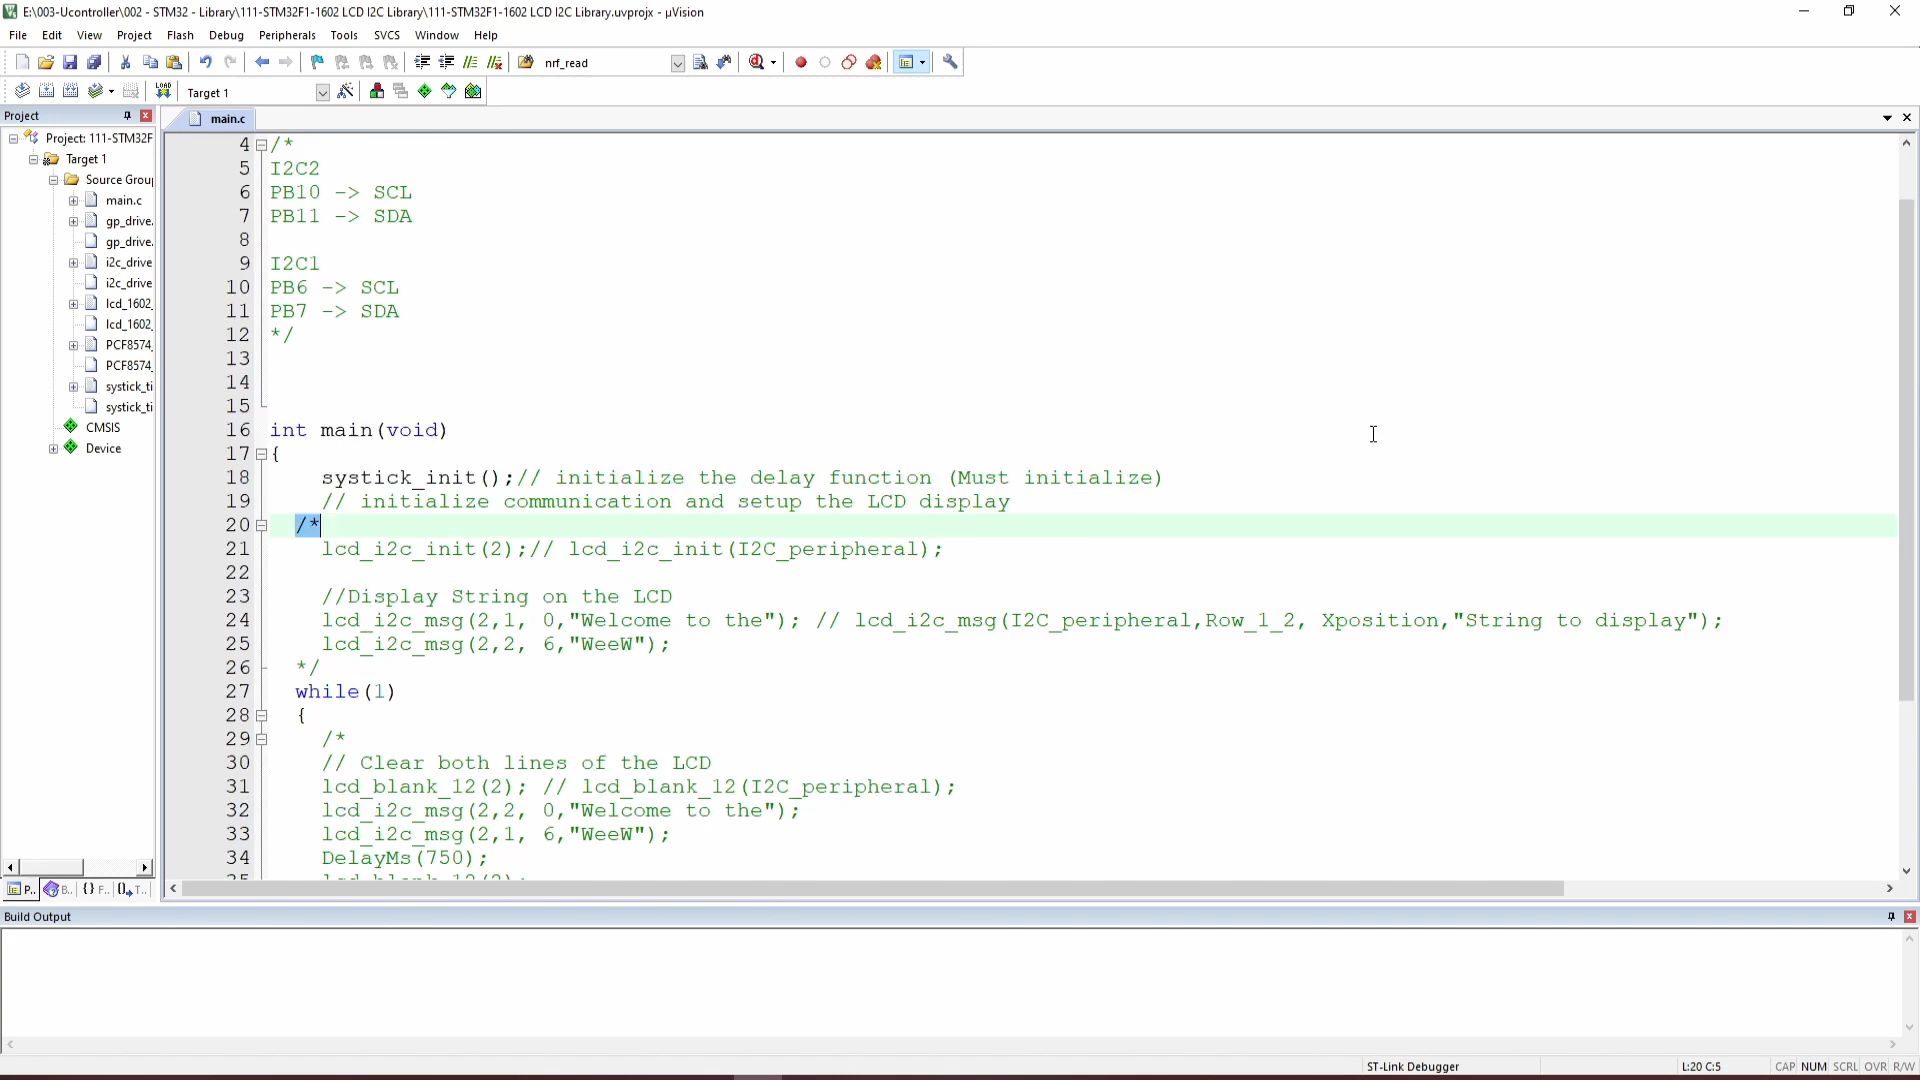 E:\003-Ucontroller\002 - STM32 - Library\111-STM32F1-1602 LCD I2C Library\111-STM32F1-1602 LCD I2C Library.uvprojx - µVision
File Edit View Project Flash Debug Peripherals Tools SVCS Window Help
nrf_read
LOAD Target 1
Project
main.c
Project: 111-STM32F
Target 1
Source Grou
main.c
gp_drive.
gp_drive.
i2c_drive
i2c_drive
lcd_1602_
lcd_1602_
PCF8574_
PCF8574_
systick_ti
systick_ti
CMSIS
Device
4 /*
5 I2C2
6 PB10 -> SCL
7 PB11 -> SDA
8
9 I2C1
10 PB6 -> SCL
11 PB7 -> SDA
12 */
13
14
15
16 int main(void)
17 {
18 systick_init();// initialize the delay function (Must initialize)
19 // initialize communication and setup the LCD display
20 /*
21 lcd_i2c_init(2);// lcd_i2c_init(I2C_peripheral);
22
23 //Display String on the LCD
24 lcd_i2c_msg(2,1, 0,"Welcome to the"); // lcd_i2c_msg(I2C_peripheral,Row_1_2, Xposition,"String to display");
25 lcd_i2c_msg(2,2, 6,"WeeW");
26 */
27 while(1)
28 {
29 /*
30 // Clear both lines of the LCD
31 lcd_blank_12(2); // lcd_blank_12(I2C_peripheral);
32 lcd_i2c_msg(2,2, 0,"Welcome to the");
33 lcd_i2c_msg(2,1, 6,"WeeW");
34 DelayMs(750);
P.. B.. {} F.. T..
Build Output
ST-Link Debugger L:20 C:5 CAP NUM SCRL OVR R/W